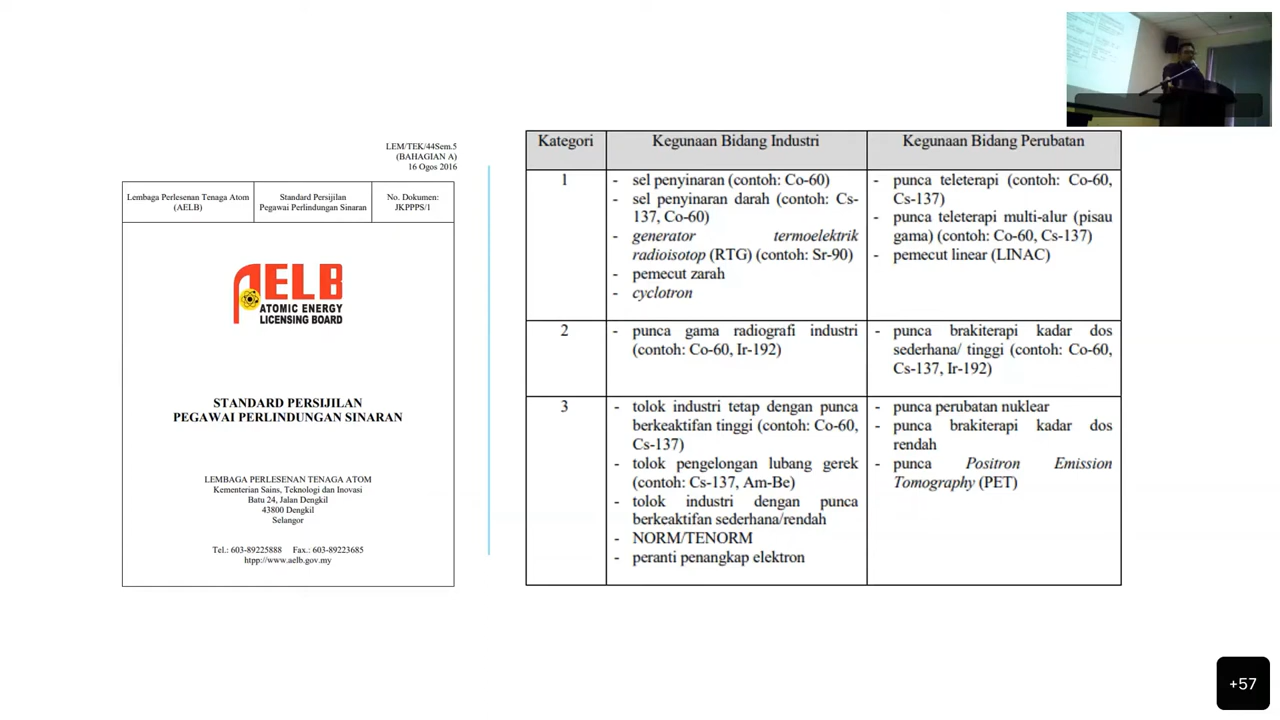 LEM/TEK/44Sem.5
(BAHAGIAN A)
16 Ogos 2016
Lembaga Perlesenan Tenaga Atom
(AELB)
Standard Persijilan
Pegawai Perlindungan Sinaran
No. Dokumen:
JKPPPS/1
AELB
ATOMIC ENERGY
LICENSING BOARD
STANDARD PERSIJILAN
PEGAWAI PERLINDUNGAN SINARAN
LEMBAGA PERLESENAN TENAGA ATOM
Kementerian Sains, Teknologi dan Inovasi
Batu 24, Jalan Dengkil
43800 Dengkil
Selangor
Tel.: 603-89225888 Fax.: 603-89223685
htpp://www.aelb.gov.my
Kategori
Kegunaan Bidang Industri
Kegunaan Bidang Perubatan
1
- sel penyinaran (contoh: Co-60)
- sel penyinaran darah (contoh: Cs-
137, Co-60)
- generator termoelektrik
radioisotop (RTG) (contoh: Sr-90)
- pemecut zarah
- cyclotron
- punca teleterapi (contoh: Co-60,
Cs-137)
- punca teleterapi multi-alur (pisau
gama) (contoh: Co-60, Cs-137)
- pemecut linear (LINAC)
2
- punca gama radiografi industri
(contoh: Co-60, Ir-192)
- punca brakiterapi kadar dos
sederhana/ tinggi (contoh: Co-60,
Cs-137, Ir-192)
3
- tolok industri tetap dengan punca
berkeaktifan tinggi (contoh: Co-60,
Cs-137)
- tolok pengelongan lubang gerek
(contoh: Cs-137, Am-Be)
- tolok industri dengan punca
berkeaktifan sederhana/rendah
- NORM/TENORM
- peranti penangkap elektron
- punca perubatan nuklear
- punca brakiterapi kadar dos
rendah
- punca Positron Emission
Tomography (PET)
+57